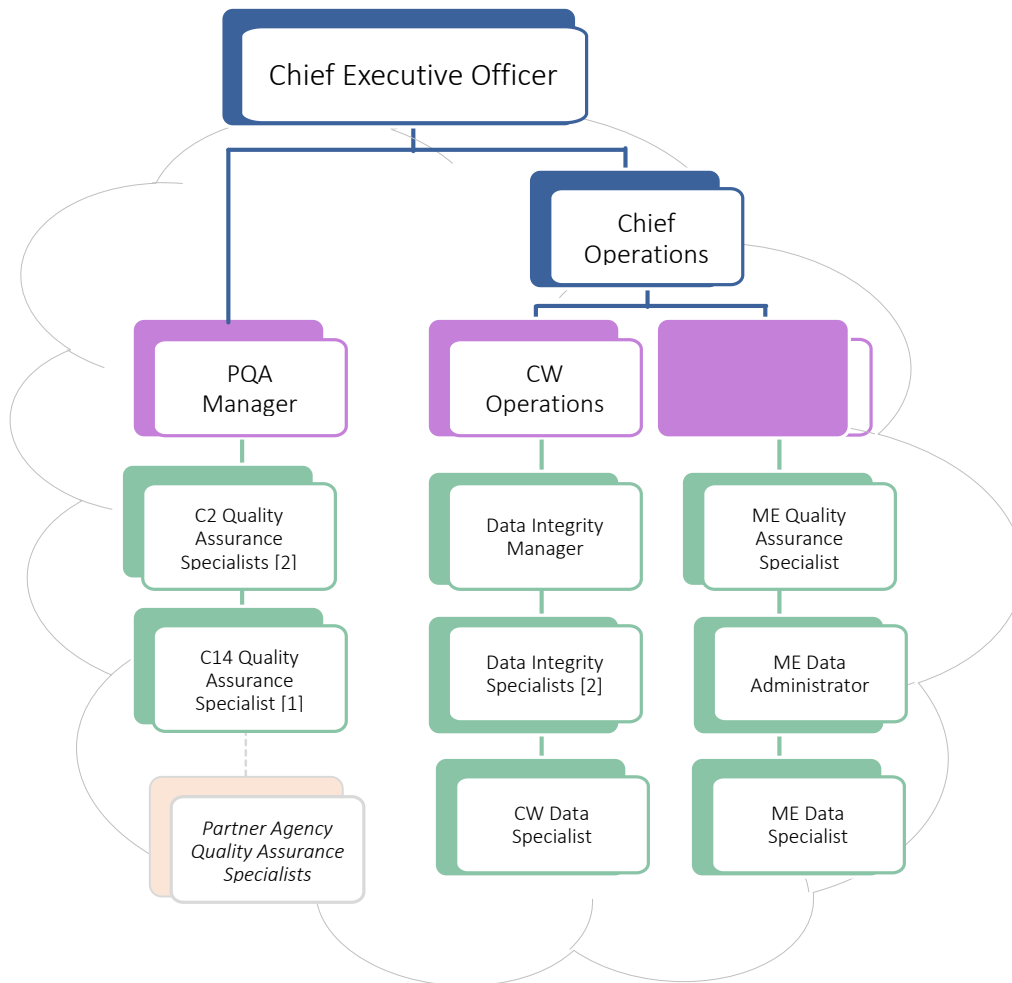 Chief Executive Officer
Chief
Operations
PQA
Manager
CW
Operations
C2 Quality
Assurance
Specialists [2]
Data Integrity
Manager
ME Quality
Assurance
Specialist
C14 Quality
Assurance
Specialist [1]
Data Integrity
Specialists [2]
ME Data
Administrator
Partner Agency
Quality Assurance
Specialists
CW Data
Specialist
ME Data
Specialist